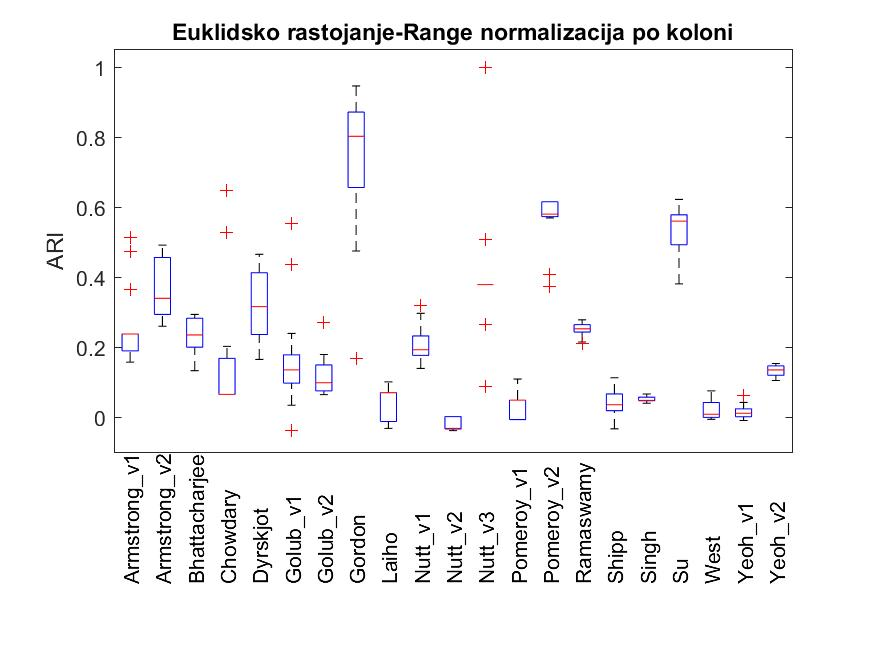 Euklidsko rastojanje-Range normalizacija po koloni
1
0.8
0.6
0.4
0.2
0
ARI
Armstrong_v1
Armstrong_v2
Bhattacharjee
Chowdary
Dyrskjot
Golub_v1
Golub_v2
Gordon
Laiho
Nutt_v1
Nutt_v2
Nutt_v3
Pomeroy_v1
Pomeroy_v2
Ramaswamy
Shipp
Singh
Su
West
Yeoh_v1
Yeoh_v2